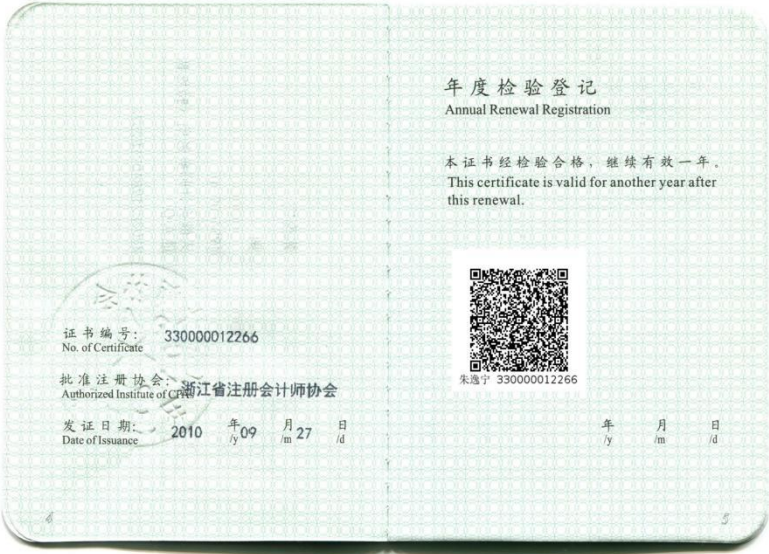 证书编号: 330000012266
No. of Certificate
批准注册协会: 浙江省注册会计师协会
Authorized Institute of CPA
发证日期: 2010 年 09 月 27 日
Date of Issuance /y /m /d
6
年度检验登记
Annual Renewal Registration
本证书经检验合格，继续有效一年。
This certificate is valid for another year after
this renewal.
朱逸宁 330000012266
年 月 日
/y /m /d
5